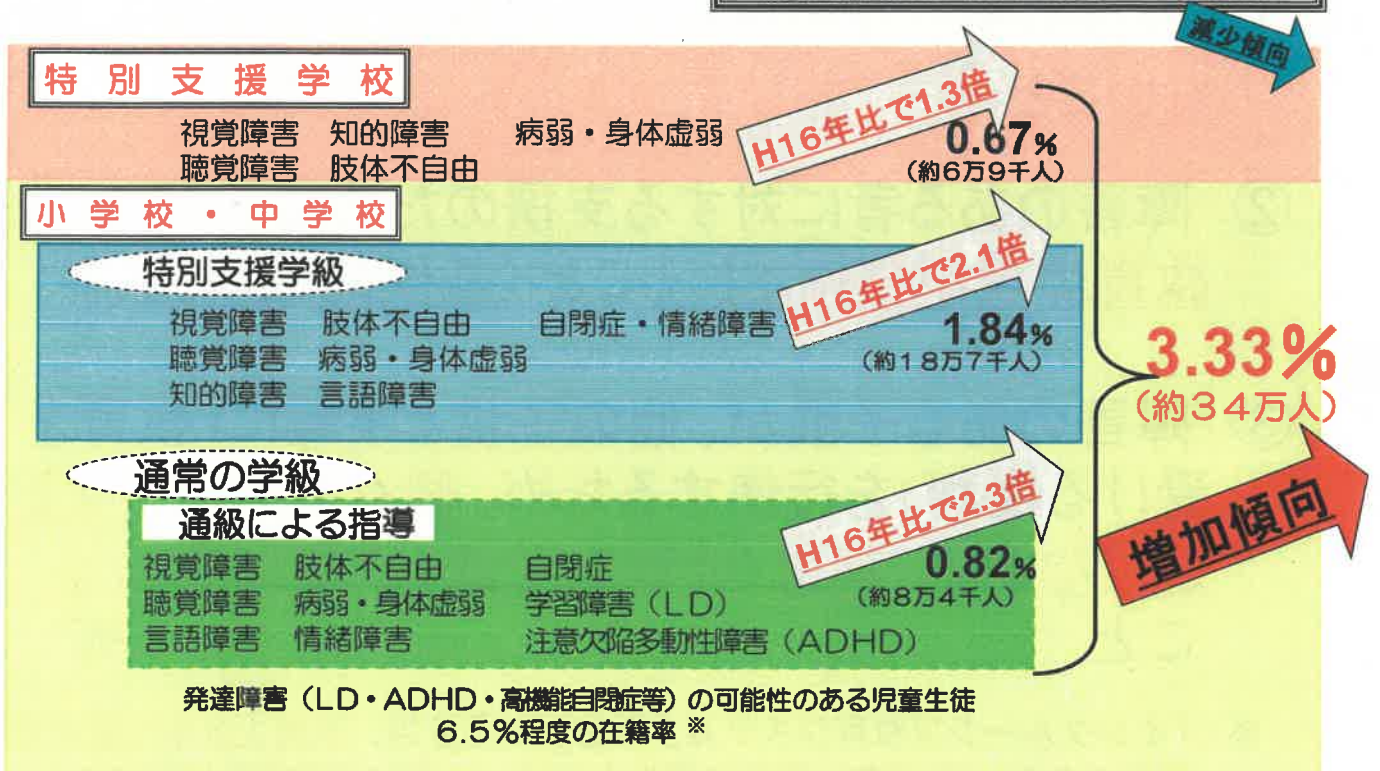 減少傾向
特別支援学校
H16年比で1.3倍
視覚障害 知的障害 病弱・身体虚弱
聴覚障害 肢体不自由
0.67%
(約6万9千人)
小学校・中学校
特別支援学級
H16年比で2.1倍
視覚障害 肢体不自由 自閉症・情緒障害
聴覚障害 病弱・身体虚弱
知的障害 言語障害
1.84%
(約18万7千人)
3.33%
(約34万人)
通常の学級
通級による指導
H16年比で2.3倍
視覚障害 肢体不自由 自閉症
聴覚障害 病弱・身体虚弱 学習障害(LD)
言語障害 情緒障害 注意欠陥多動性障害(ADHD)
0.82%
(約8万4千人)
増加傾向
発達障害(LD・ADHD・高機能自閉症等)の可能性のある児童生徒
6.5%程度の在籍率 ※